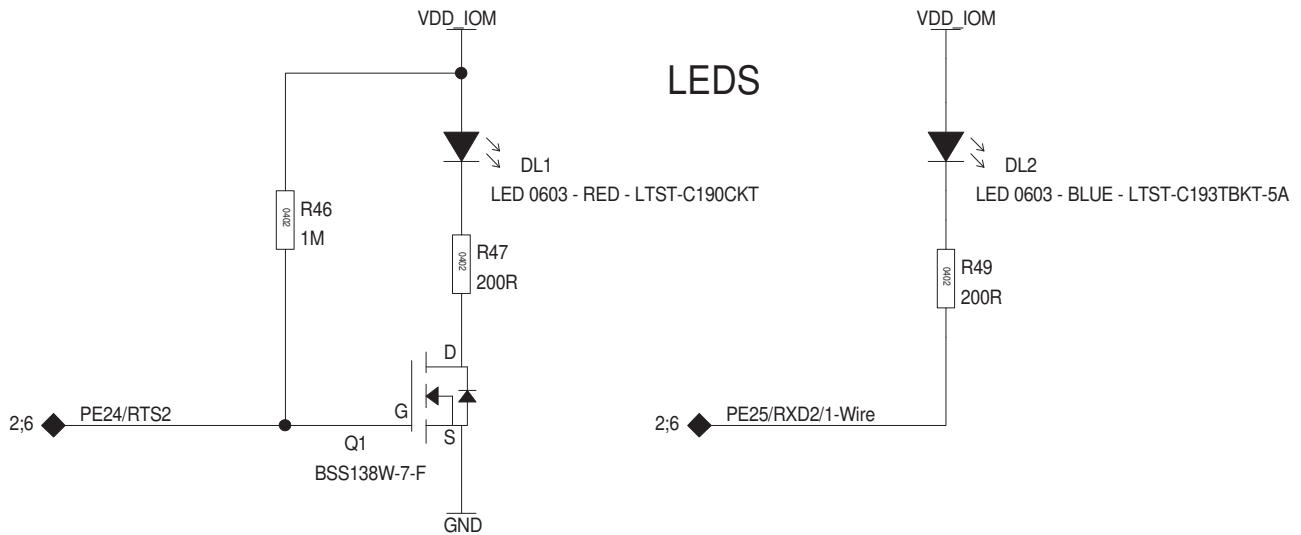 VDD_IOM
VDD_IOM
LEDS
DL1
LED 0603 - RED - LTST-C190CKT
DL2
LED 0603 - BLUE - LTST-C193TBKT-5A
0402
R46
1M
0402
R47
200R
0402
R49
200R
D
2;6
PE24/RTS2
G
S
Q1
BSS138W-7-F
2;6
PE25/RXD2/1-Wire
GND